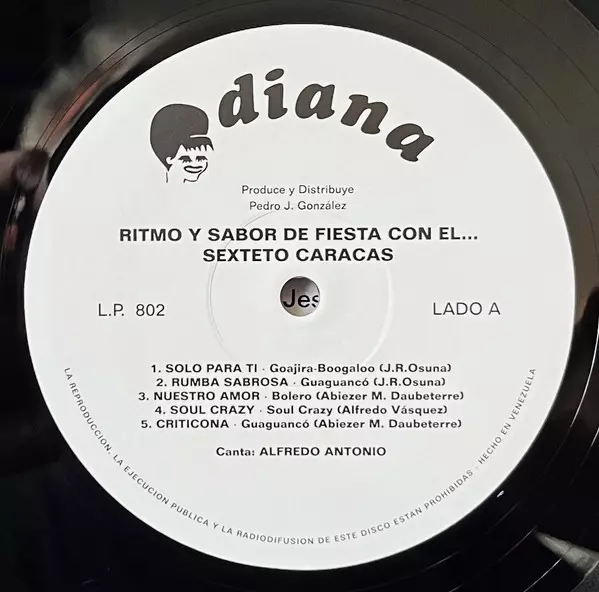 diana
Produce y Distribuye
Pedro J. González
RITMO Y SABOR DE FIESTA CON EL...
SEXTETO CARACAS
Jes
L.P. 802
LADO A
1. SOLO PARA TI - Goajira-Boogaloo (J.R.Osuna)
2. RUMBA SABROSA - Guaguancó (J.R.Osuna)
3. NUESTRO AMOR - Bolero (Abiezer M. Daubeterre)
4. SOUL CRAZY - Soul Crazy (Alfredo Vásquez)
5. CRITICONA - Guaguancó (Abiezer M. Daubeterre)
Canta: ALFREDO ANTONIO
LA REPRODUCCION, LA EJECUCION PUBLICA Y LA RADIODIFUSION DE ESTE DISCO ESTAN PROHIBIDAS - HECHO EN VENEZUELA